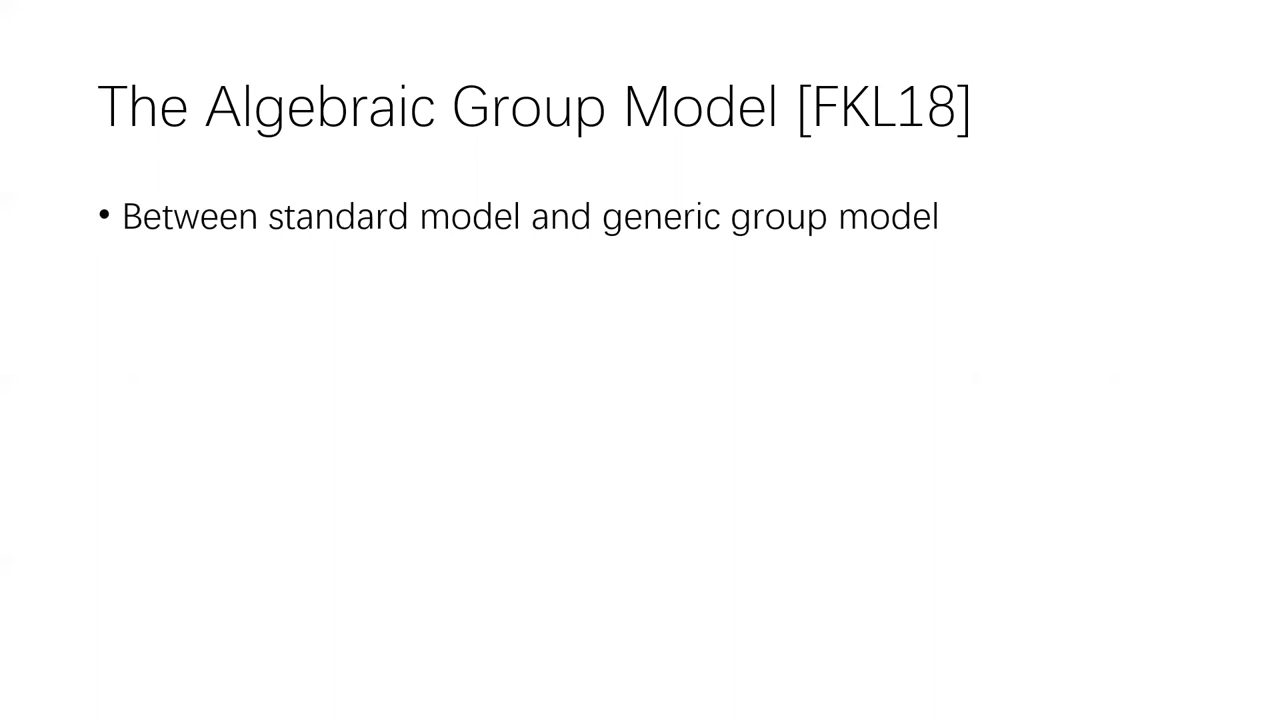 The Algebraic Group Model [FKL18]
• Between standard model and generic group model